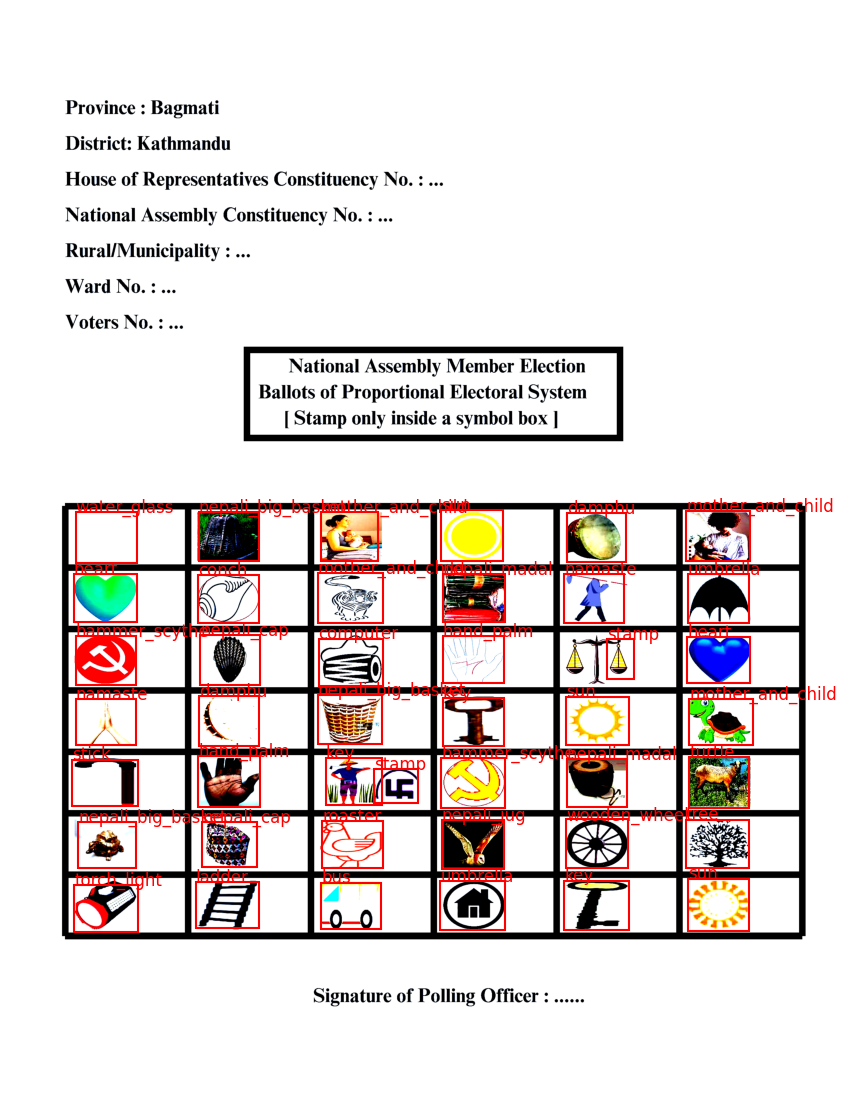 Province : Bagmati
District: Kathmandu
House of Representatives Constituency No. : ...
National Assembly Constituency No. : ...
Rural/Municipality : ...
Ward No. : ...
Voters No. : ...
National Assembly Member Election
Ballots of Proportional Electoral System
[ Stamp only inside a symbol box ]
water_glass nepali_big_basket mother_and_child damphu mother_and_child
heart conch mother_and_child nepali_madal namaste umbrella
hammer_scythe nepali_cap computer hand_palm stamp heart
namaste damphu nepali_big_basket key sun mother_and_child
stick hand_palm key stamp hammer_scythe nepali_madal turtle
nepali_big_basket nepali_cap nepali_jug wooden_wheel tree
torch_light ladder bus umbrella key sun
Signature of Polling Officer : ......